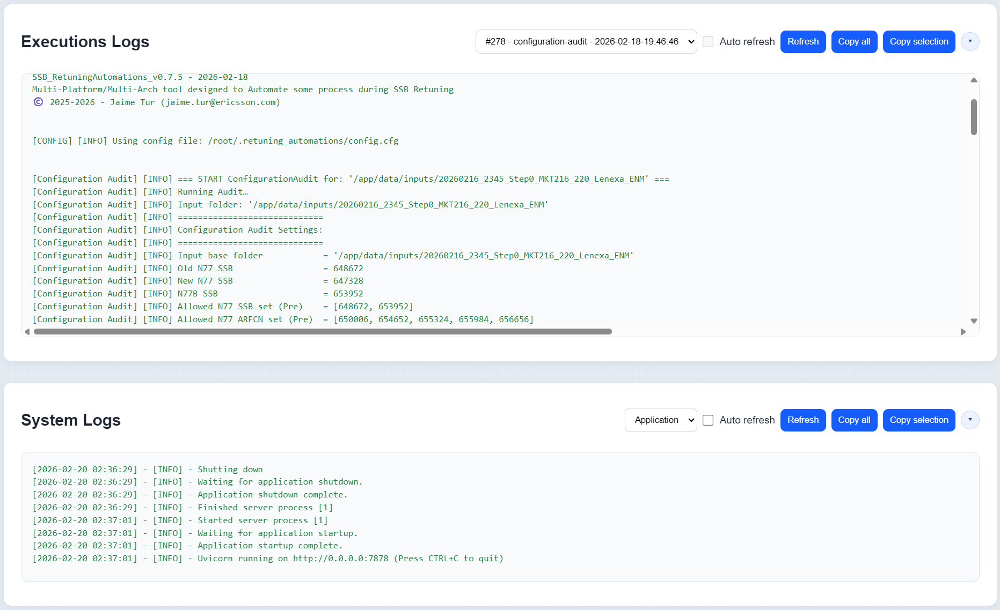 Executions Logs
#278 - configuration-audit - 2026-02-18-19:46:46
Auto refresh
Refresh
Copy all
Copy selection
SSB_RetuningAutomations_v0.7.5 - 2026-02-18
Multi-Platform/Multi-Arch tool designed to Automate some process during SSB Retuning
© 2025-2026 - Jaime Tur (jaime.tur@ericsson.com)
[CONFIG] [INFO] Using config file: /root/.retuning_automations/config.cfg
[Configuration Audit] [INFO] === START ConfigurationAudit for: '/app/data/inputs/20260216_2345_Step0_MKT216_220_Lenexa_ENM' ===
[Configuration Audit] [INFO] Running Audit…
[Configuration Audit] [INFO] Input folder: '/app/data/inputs/20260216_2345_Step0_MKT216_220_Lenexa_ENM'
[Configuration Audit] [INFO] =============================
[Configuration Audit] [INFO] Configuration Audit Settings:
[Configuration Audit] [INFO] =============================
[Configuration Audit] [INFO] Input base folder            = '/app/data/inputs/20260216_2345_Step0_MKT216_220_Lenexa_ENM'
[Configuration Audit] [INFO] Old N77 SSB                  = 648672
[Configuration Audit] [INFO] New N77 SSB                  = 647328
[Configuration Audit] [INFO] N77B SSB                     = 653952
[Configuration Audit] [INFO] Allowed N77 SSB set (Pre)    = [648672, 653952]
[Configuration Audit] [INFO] Allowed N77 ARFCN set (Pre)  = [650006, 654652, 655324, 655984, 656656]
System Logs
Application
Auto refresh
Refresh
Copy all
Copy selection
[2026-02-20 02:36:29] - [INFO] - Shutting down
[2026-02-20 02:36:29] - [INFO] - Waiting for application shutdown.
[2026-02-20 02:36:29] - [INFO] - Application shutdown complete.
[2026-02-20 02:36:29] - [INFO] - Finished server process [1]
[2026-02-20 02:37:01] - [INFO] - Started server process [1]
[2026-02-20 02:37:01] - [INFO] - Waiting for application startup.
[2026-02-20 02:37:01] - [INFO] - Application startup complete.
[2026-02-20 02:37:01] - [INFO] - Uvicorn running on http://0.0.0.0:7878 (Press CTRL+C to quit)